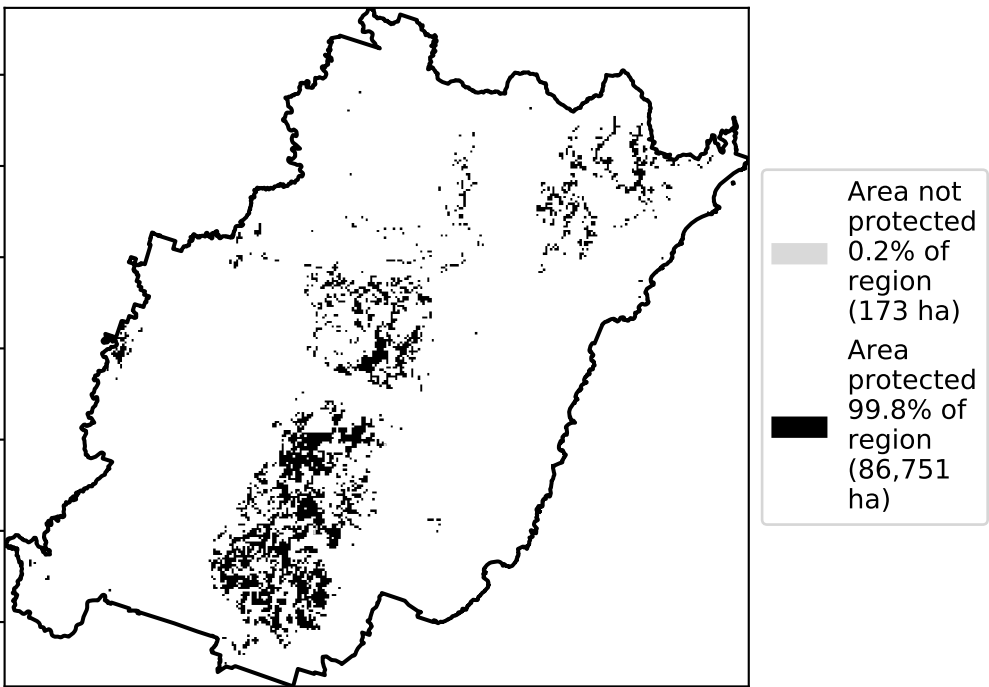 Area not
protected
0.2% of
region
(173 ha)
Area
protected
99.8% of
region
(86,751
ha)